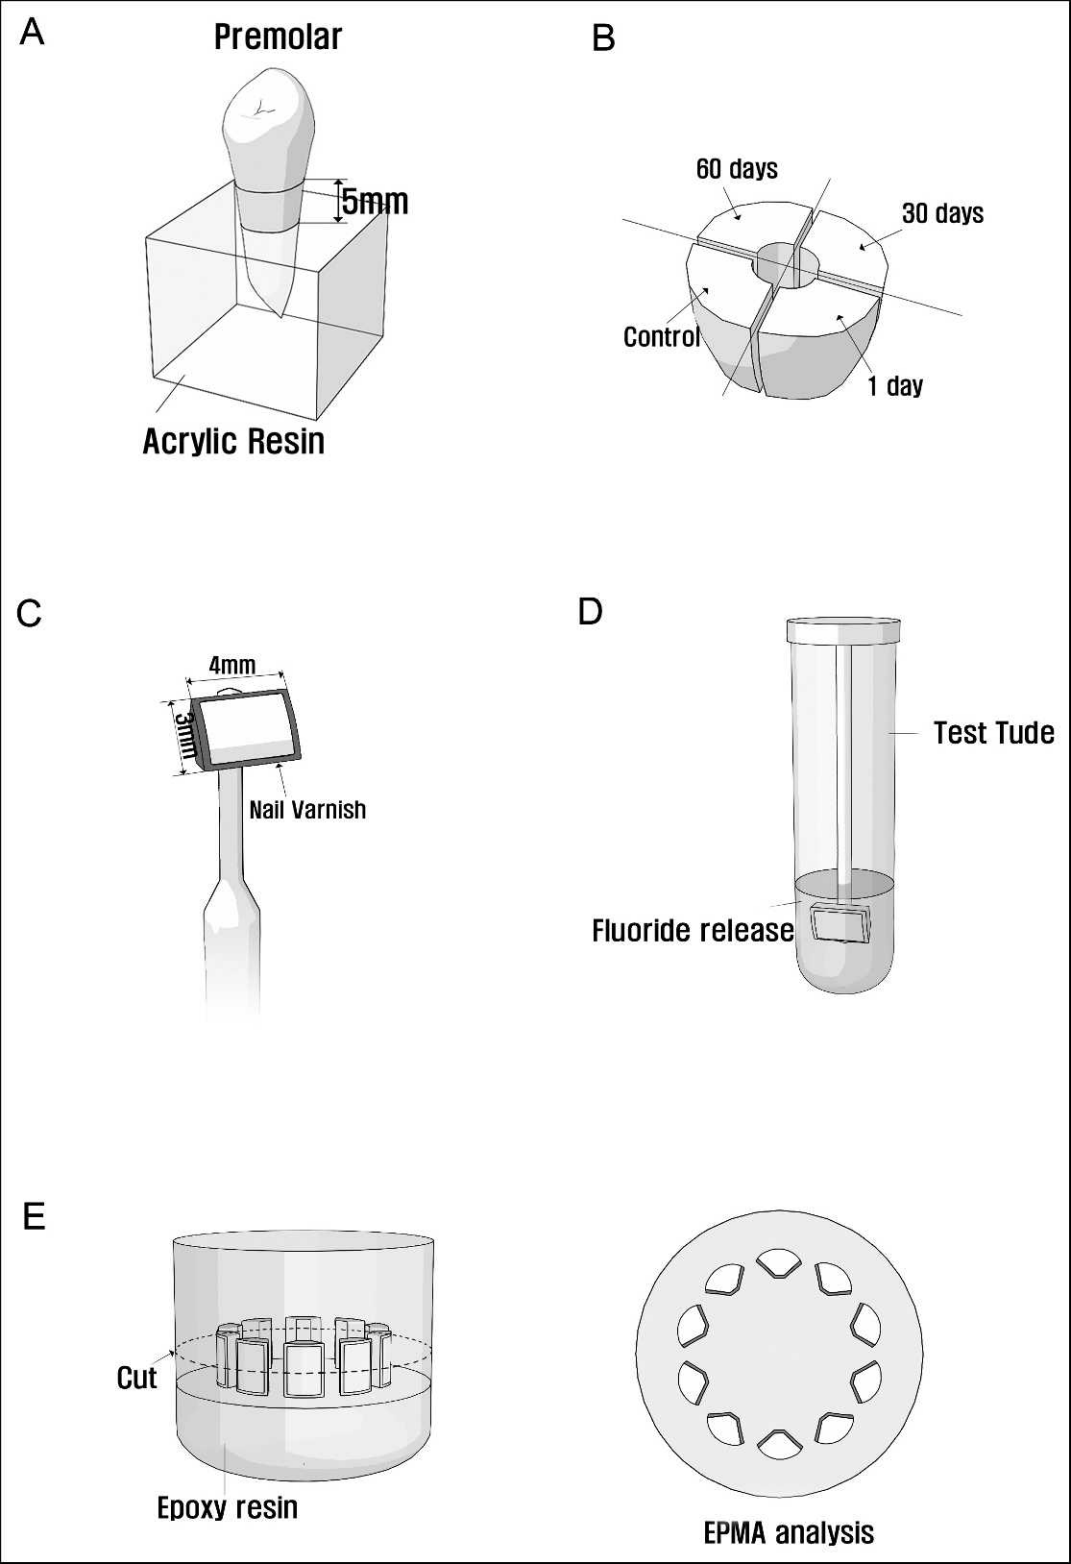 A
Premolar
5mm
Acrylic Resin
B
60 days
30 days
Control
1 day
C
4mm
3mm
Nail Varnish
D
Test Tude
Fluoride release
E
Cut
Epoxy resin
EPMA analysis